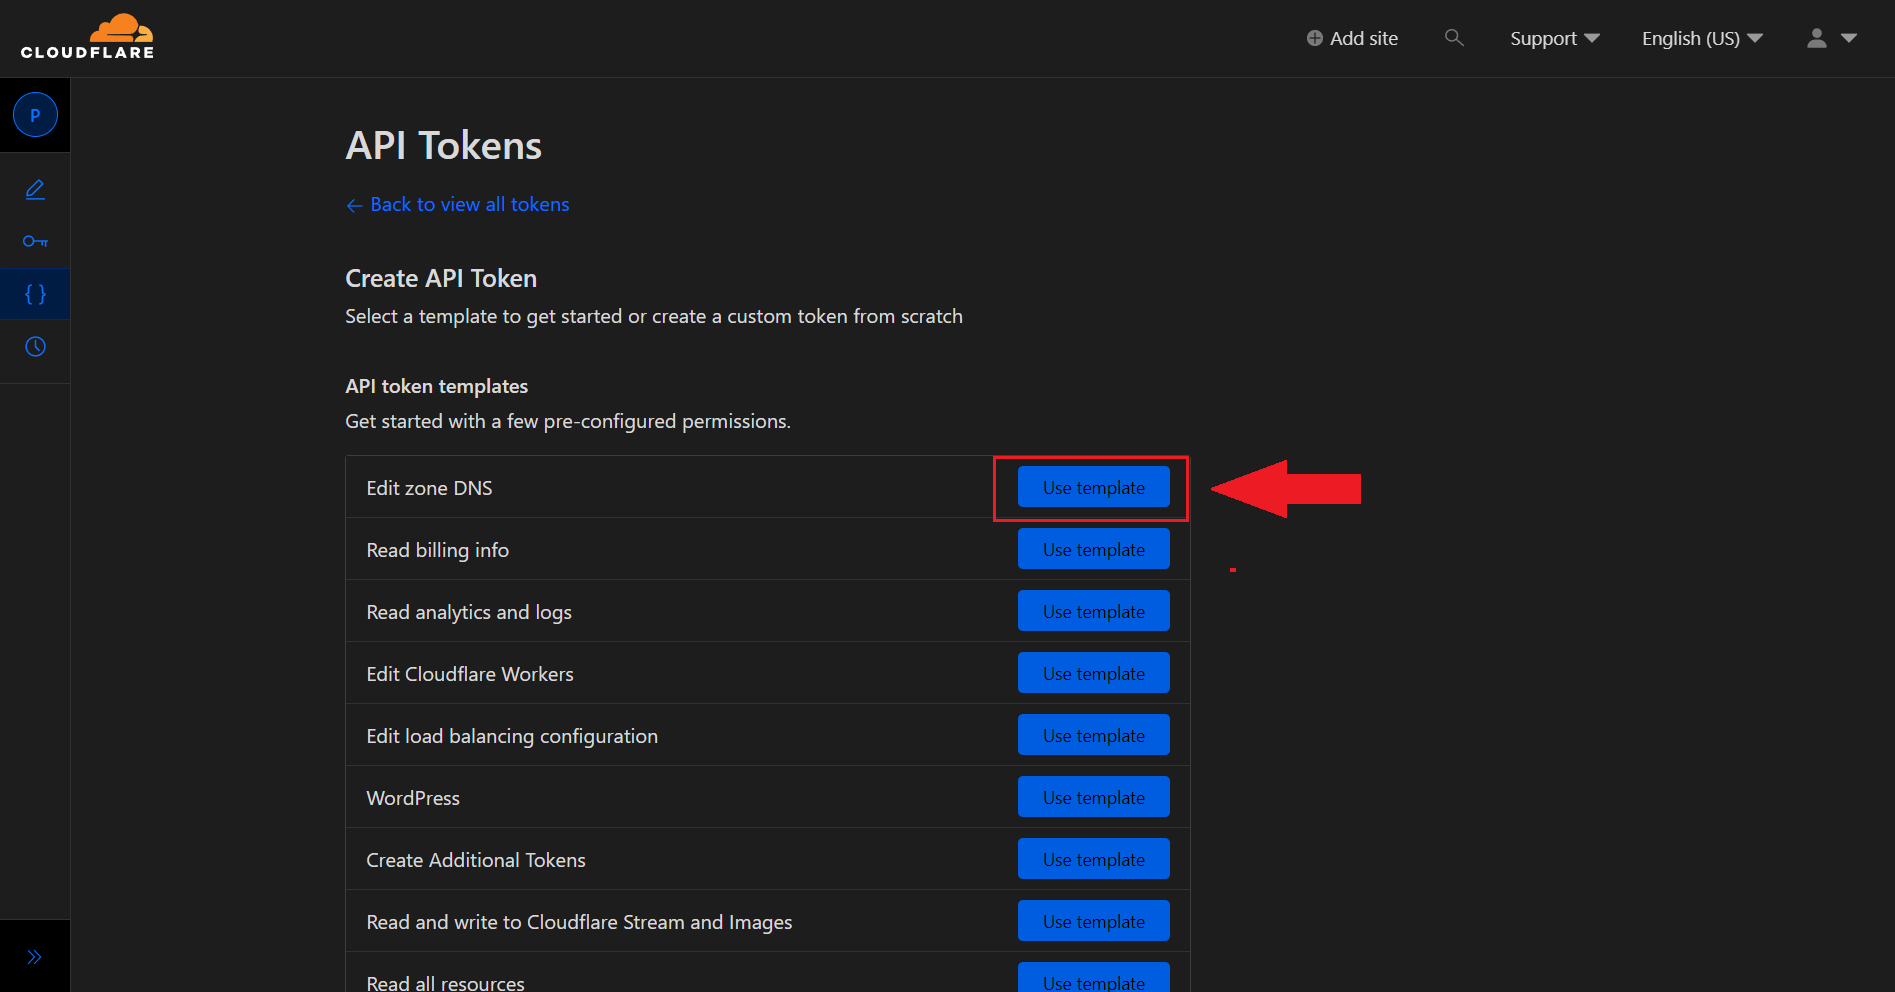 CLOUDFLARE
Add site
Support
English (US)
P
API Tokens
← Back to view all tokens
Create API Token
Select a template to get started or create a custom token from scratch
API token templates
Get started with a few pre-configured permissions.
Edit zone DNS Use template
Read billing info Use template
Read analytics and logs Use template
Edit Cloudflare Workers Use template
Edit load balancing configuration Use template
WordPress Use template
Create Additional Tokens Use template
Read and write to Cloudflare Stream and Images Use template
Read all resources Use template